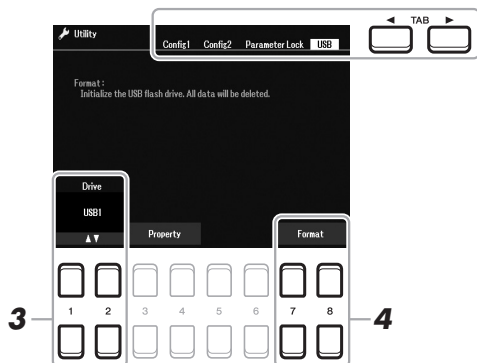 ◀ TAB ▶
Utility
Config1 Config2 Parameter Lock USB
Format :
Initialize the USB flash drive. All data will be deleted.
Drive
USB1
▲▼
Property
Format
1 2 3 4 5 6 7 8
3
4